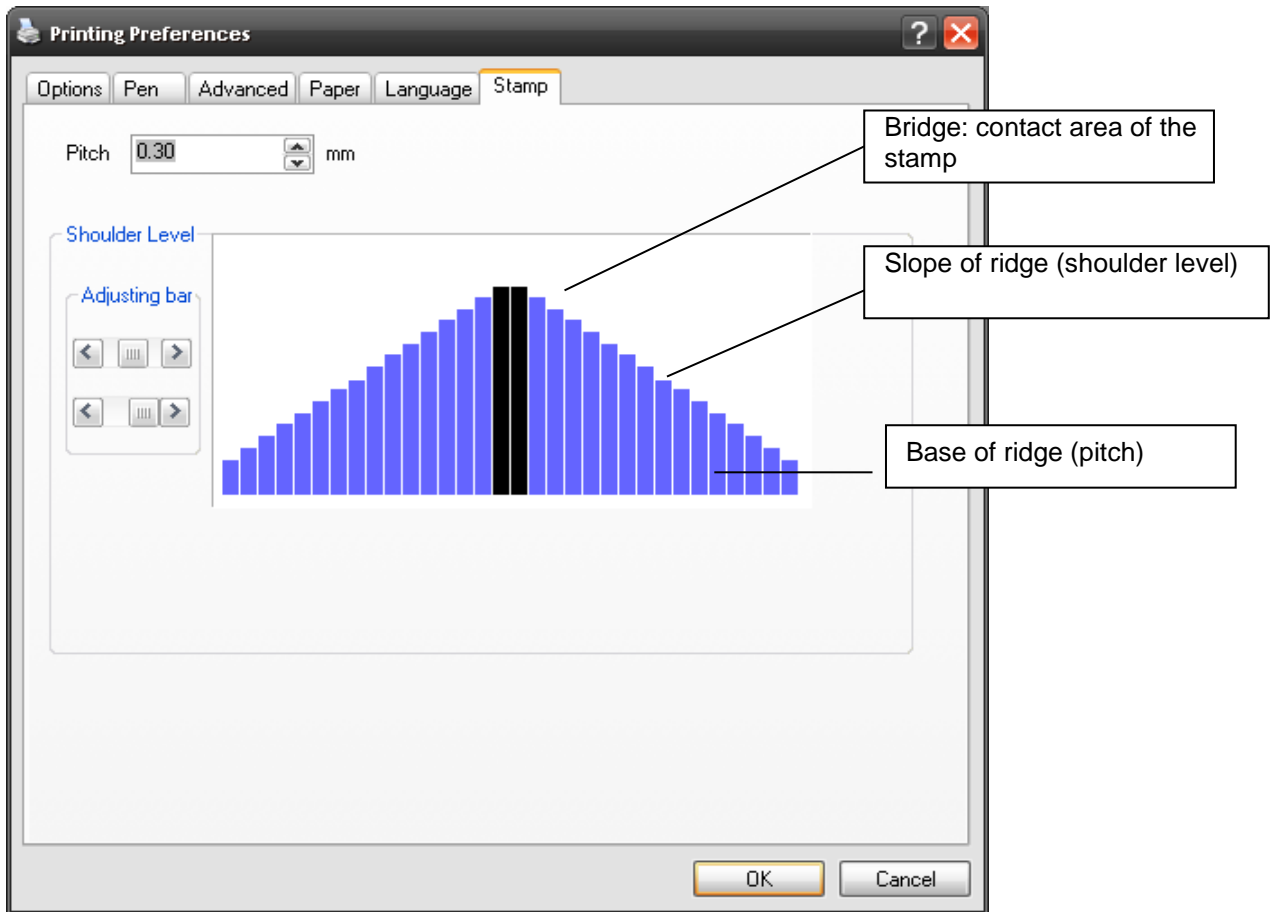 Printing Preferences
Options Pen Advanced Paper Language Stamp
Pitch 0.30 mm
Bridge: contact area of the
stamp
Shoulder Level
Slope of ridge (shoulder level)
Adjusting bar
Base of ridge (pitch)
OK Cancel